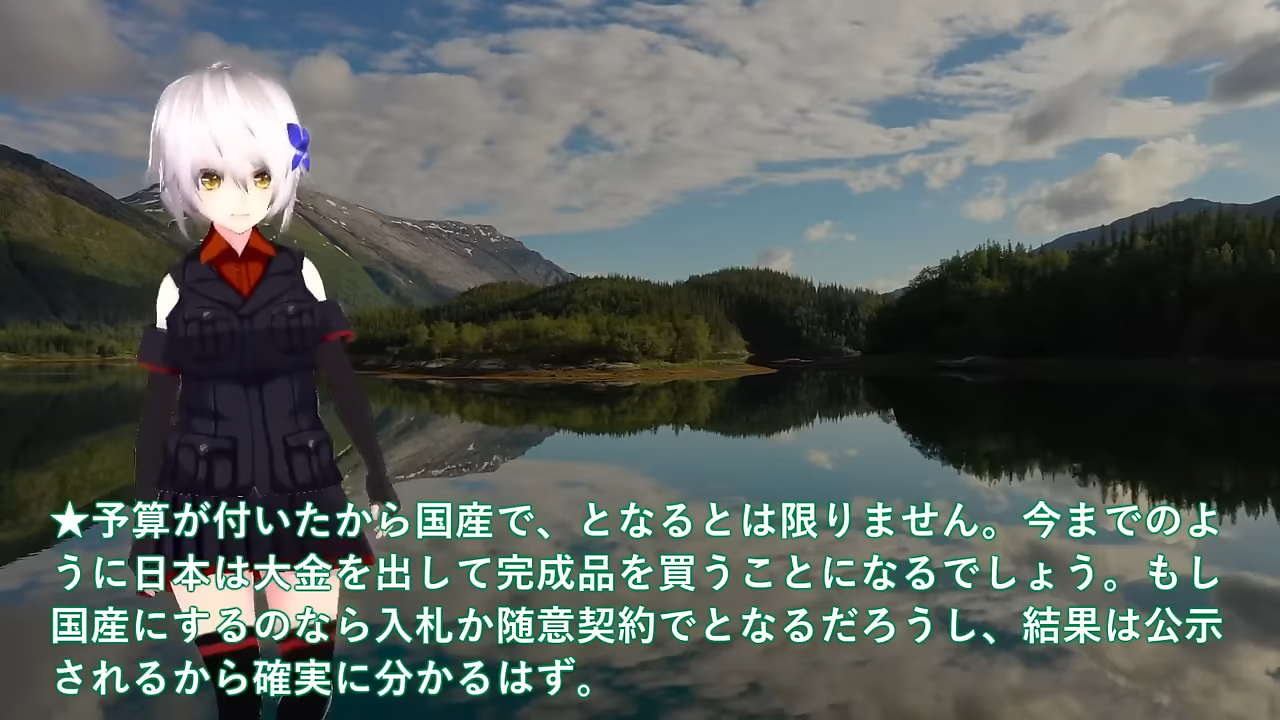 ★予算が付いたから国産で、となるとは限りません。今までのよ
うに日本は大金を出して完成品を買うことになるでしょう。もし
国産にするのなら入札か随意契約でとなるだろうし、結果は公示
されるから確実に分かるはず。